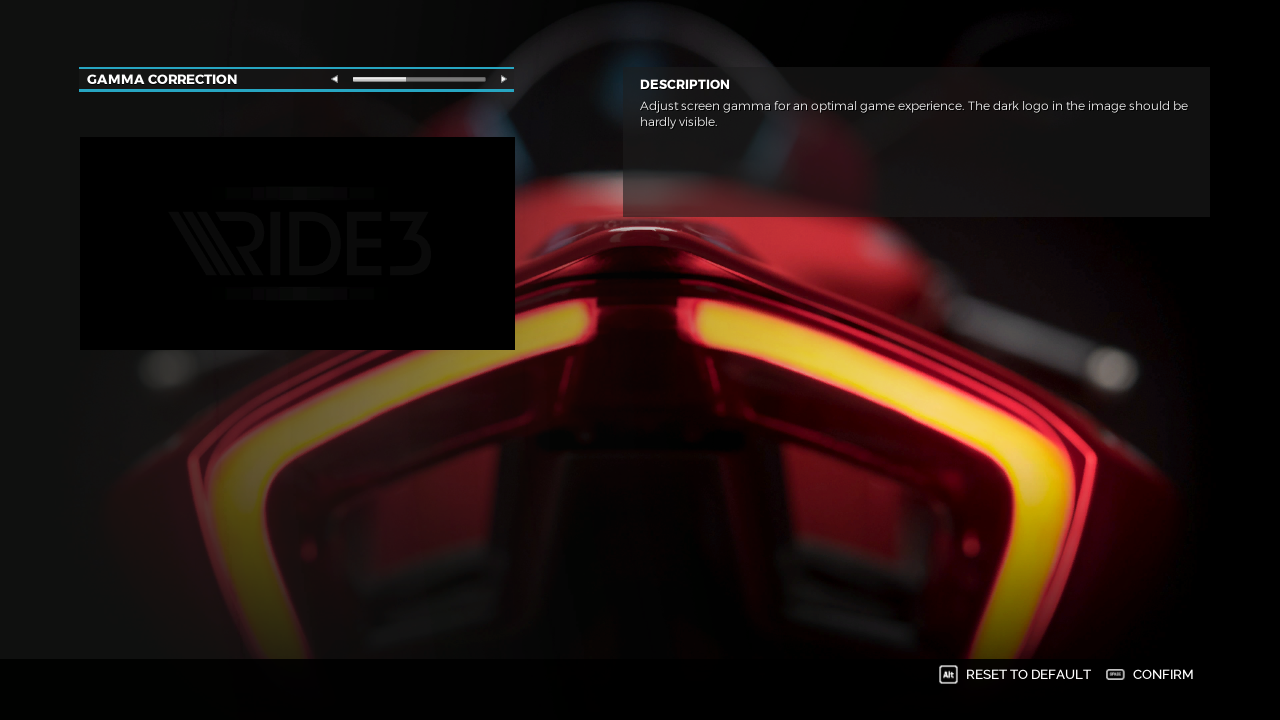 GAMMA CORRECTION
DESCRIPTION
Adjust screen gamma for an optimal game experience. The dark logo in the image should be
hardly visible.
RIDE3
Alt RESET TO DEFAULT SPACE CONFIRM